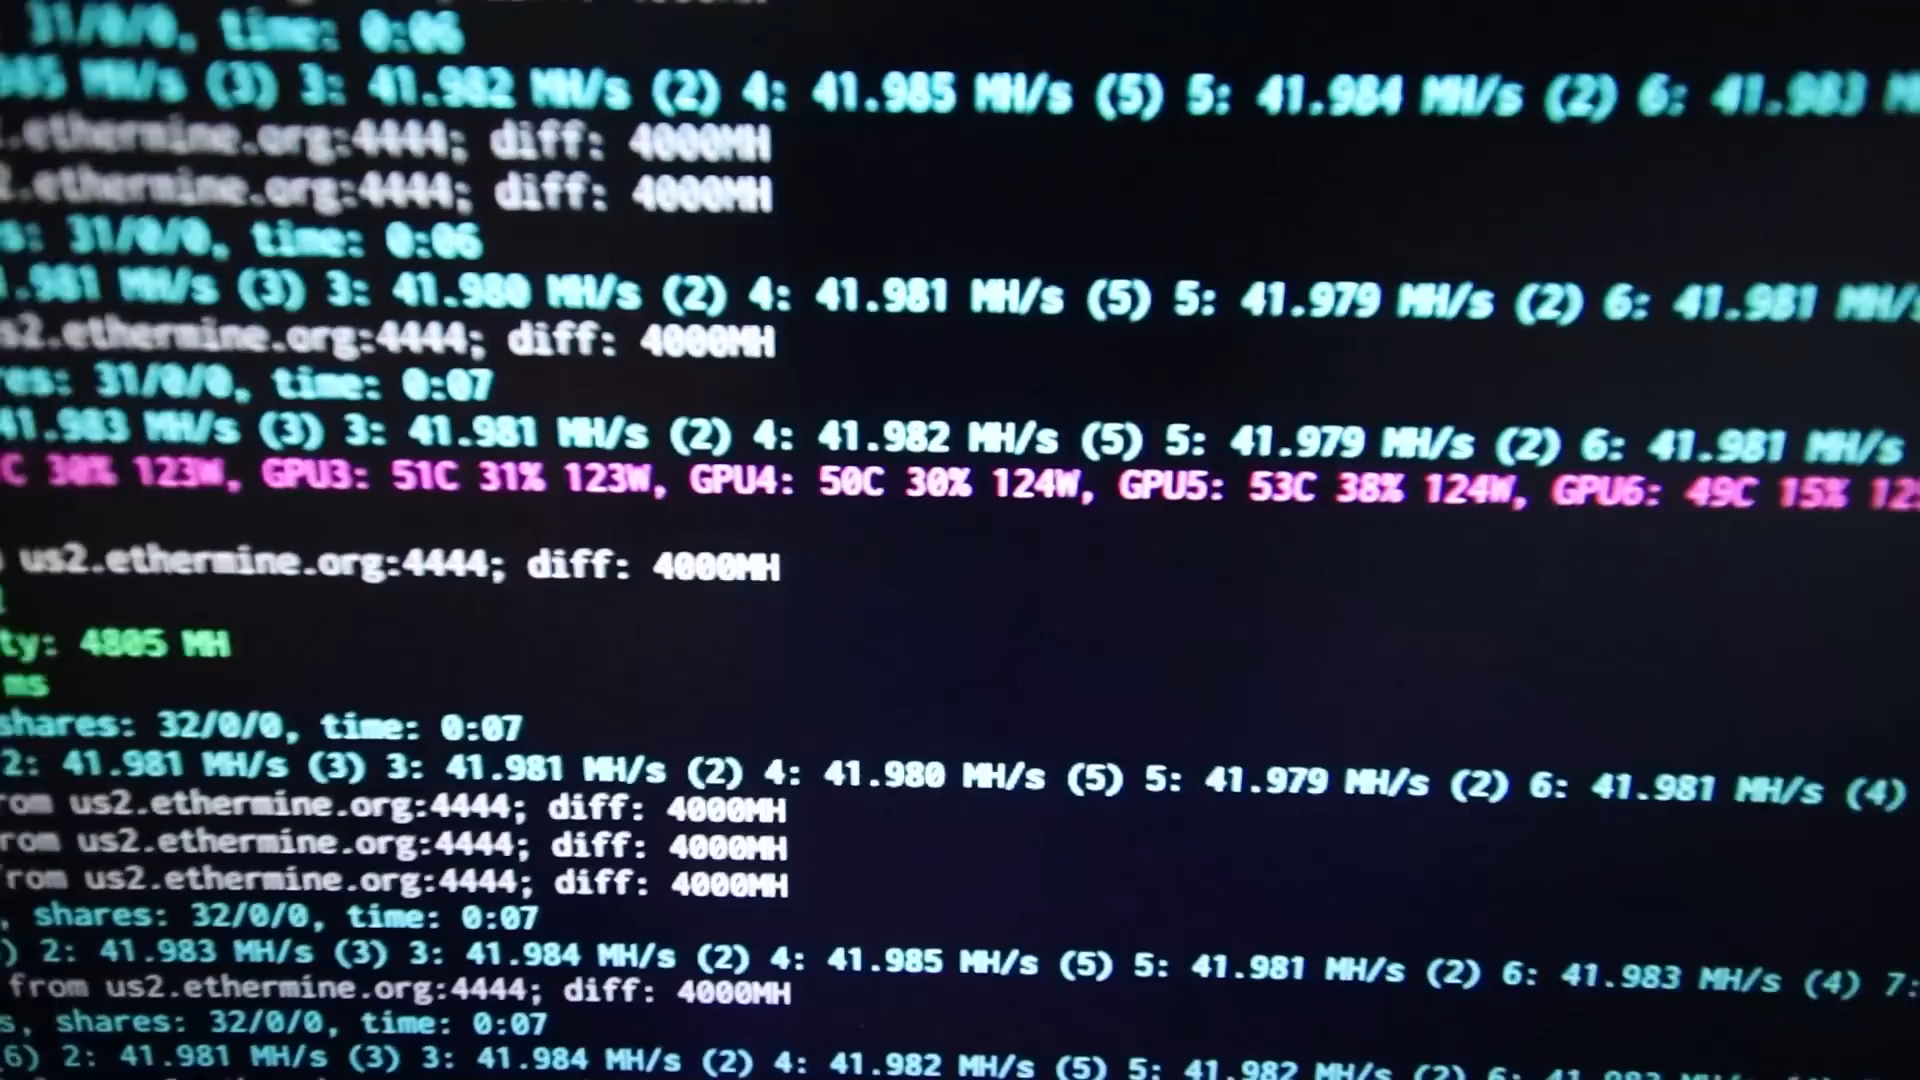 31/0/0, time: 0:06
MH/s (3) 3: 41.982 MH/s (2) 4: 41.985 MH/s (5) 5: 41.984 MH/s (2) 6: 41.983
.ethermine.org:4444; diff: 4000MH
2.ethermine.org:4444; diff: 4000MH
s: 31/0/0, time: 0:06
.981 MH/s (3) 3: 41.980 MH/s (2) 4: 41.981 MH/s (5) 5: 41.979 MH/s (2) 6: 41.981 MH/s
s2.ethermine.org:4444; diff: 4000MH
res: 31/0/0, time: 0:07
41.983 MH/s (3) 3: 41.981 MH/s (2) 4: 41.982 MH/s (5) 5: 41.979 MH/s (2) 6: 41.981 MH/s
C 30% 123W, GPU3: 51C 31% 123W, GPU4: 50C 30% 124W, GPU5: 53C 38% 124W, GPU6: 49C 15% 12
us2.ethermine.org:4444; diff: 4000MH
ty: 4805 MH
ms
shares: 32/0/0, time: 0:07
2: 41.981 MH/s (3) 3: 41.981 MH/s (2) 4: 41.980 MH/s (5) 5: 41.979 MH/s (2) 6: 41.981 MH/s (4)
rom us2.ethermine.org:4444; diff: 4000MH
rom us2.ethermine.org:4444; diff: 4000MH
from us2.ethermine.org:4444; diff: 4000MH
, shares: 32/0/0, time: 0:07
) 2: 41.983 MH/s (3) 3: 41.984 MH/s (2) 4: 41.985 MH/s (5) 5: 41.981 MH/s (2) 6: 41.983 MH/s (4) 7:
from us2.ethermine.org:4444; diff: 4000MH
s, shares: 32/0/0, time: 0:07
6) 2: 41.981 MH/s (3) 3: 41.984 MH/s (2) 4: 41.982 MH/s (5) 5: 41.982 MH/s (2) 6: 41.983 MH/s